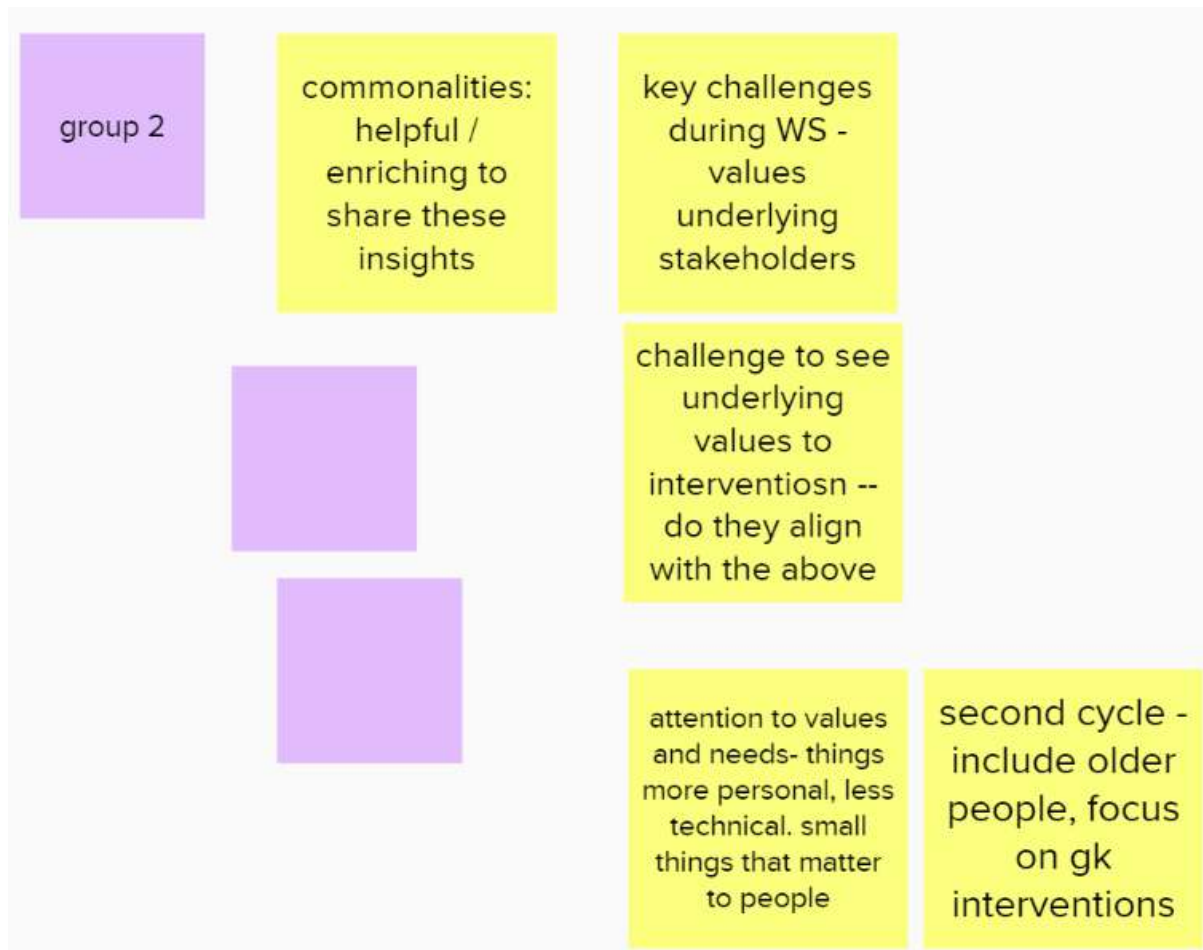 group 2
commonalities:
helpful /
enriching to
share these
insights
key challenges
during WS -
values
underlying
stakeholders
challenge to see
underlying
values to
interventiosn --
do they align
with the above
attention to values
and needs- things
more personal, less
technical. small
things that matter
to people
second cycle -
include older
people, focus
on gk
interventions